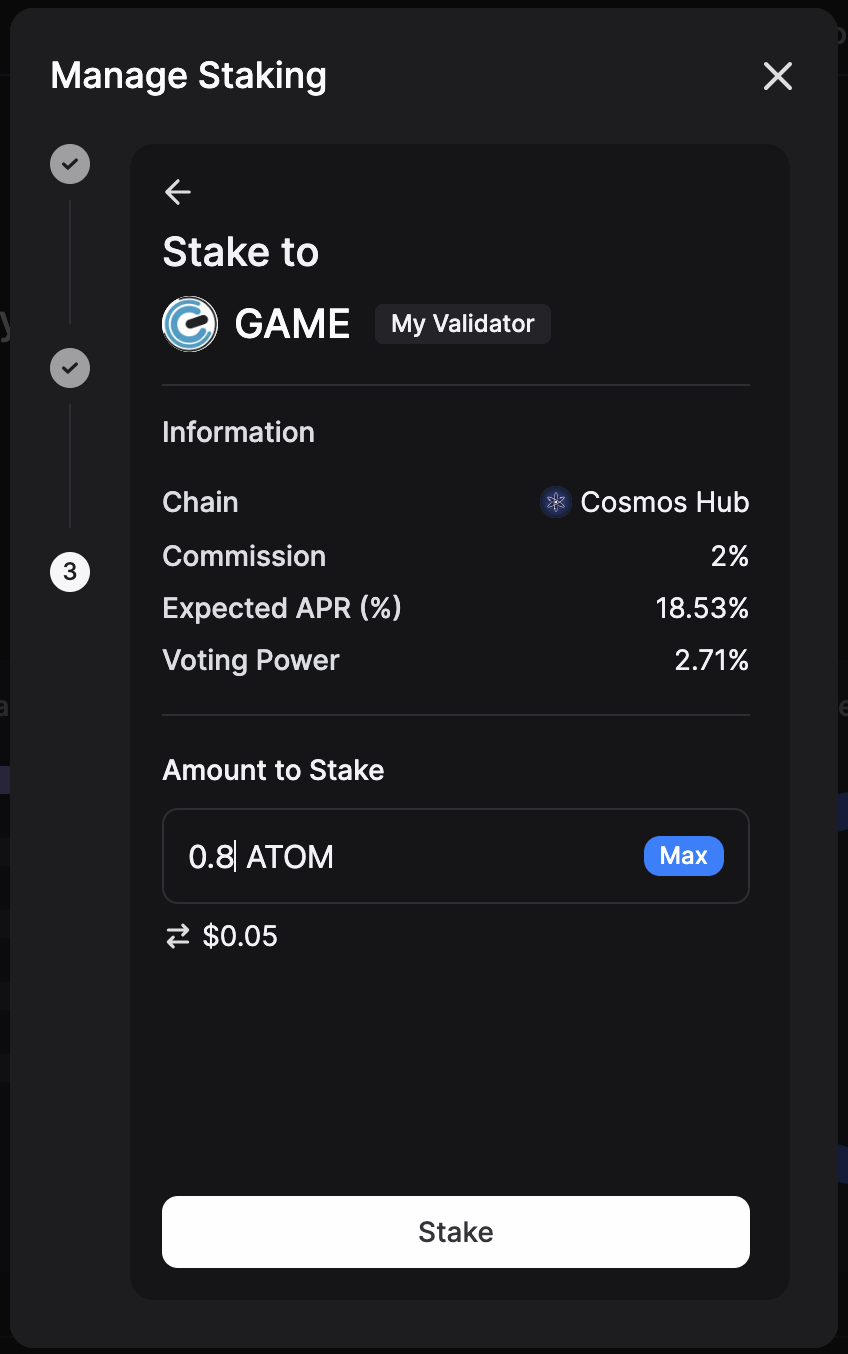 Manage Staking
Stake to
GAME My Validator
Information
Chain Cosmos Hub
Commission 2%
3
Expected APR (%) 18.53%
Voting Power 2.71%
Amount to Stake
0.8 ATOM Max
$0.05
Stake